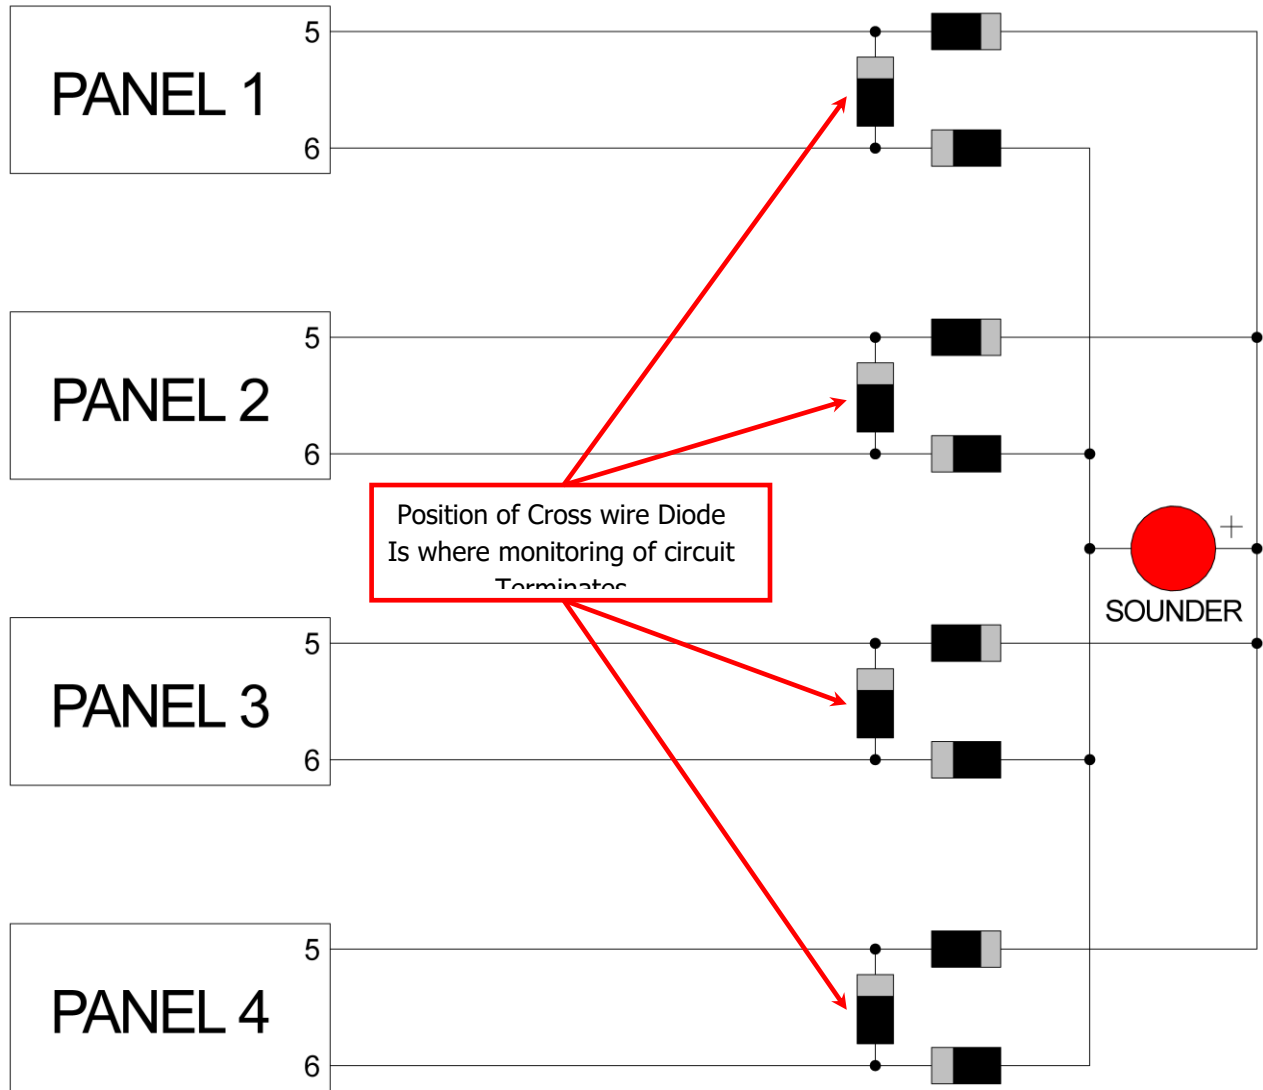 5
PANEL 1
6
5
PANEL 2
6
Position of Cross wire Diode
Is where monitoring of circuit
Terminates
+
SOUNDER
5
PANEL 3
6
5
PANEL 4
6